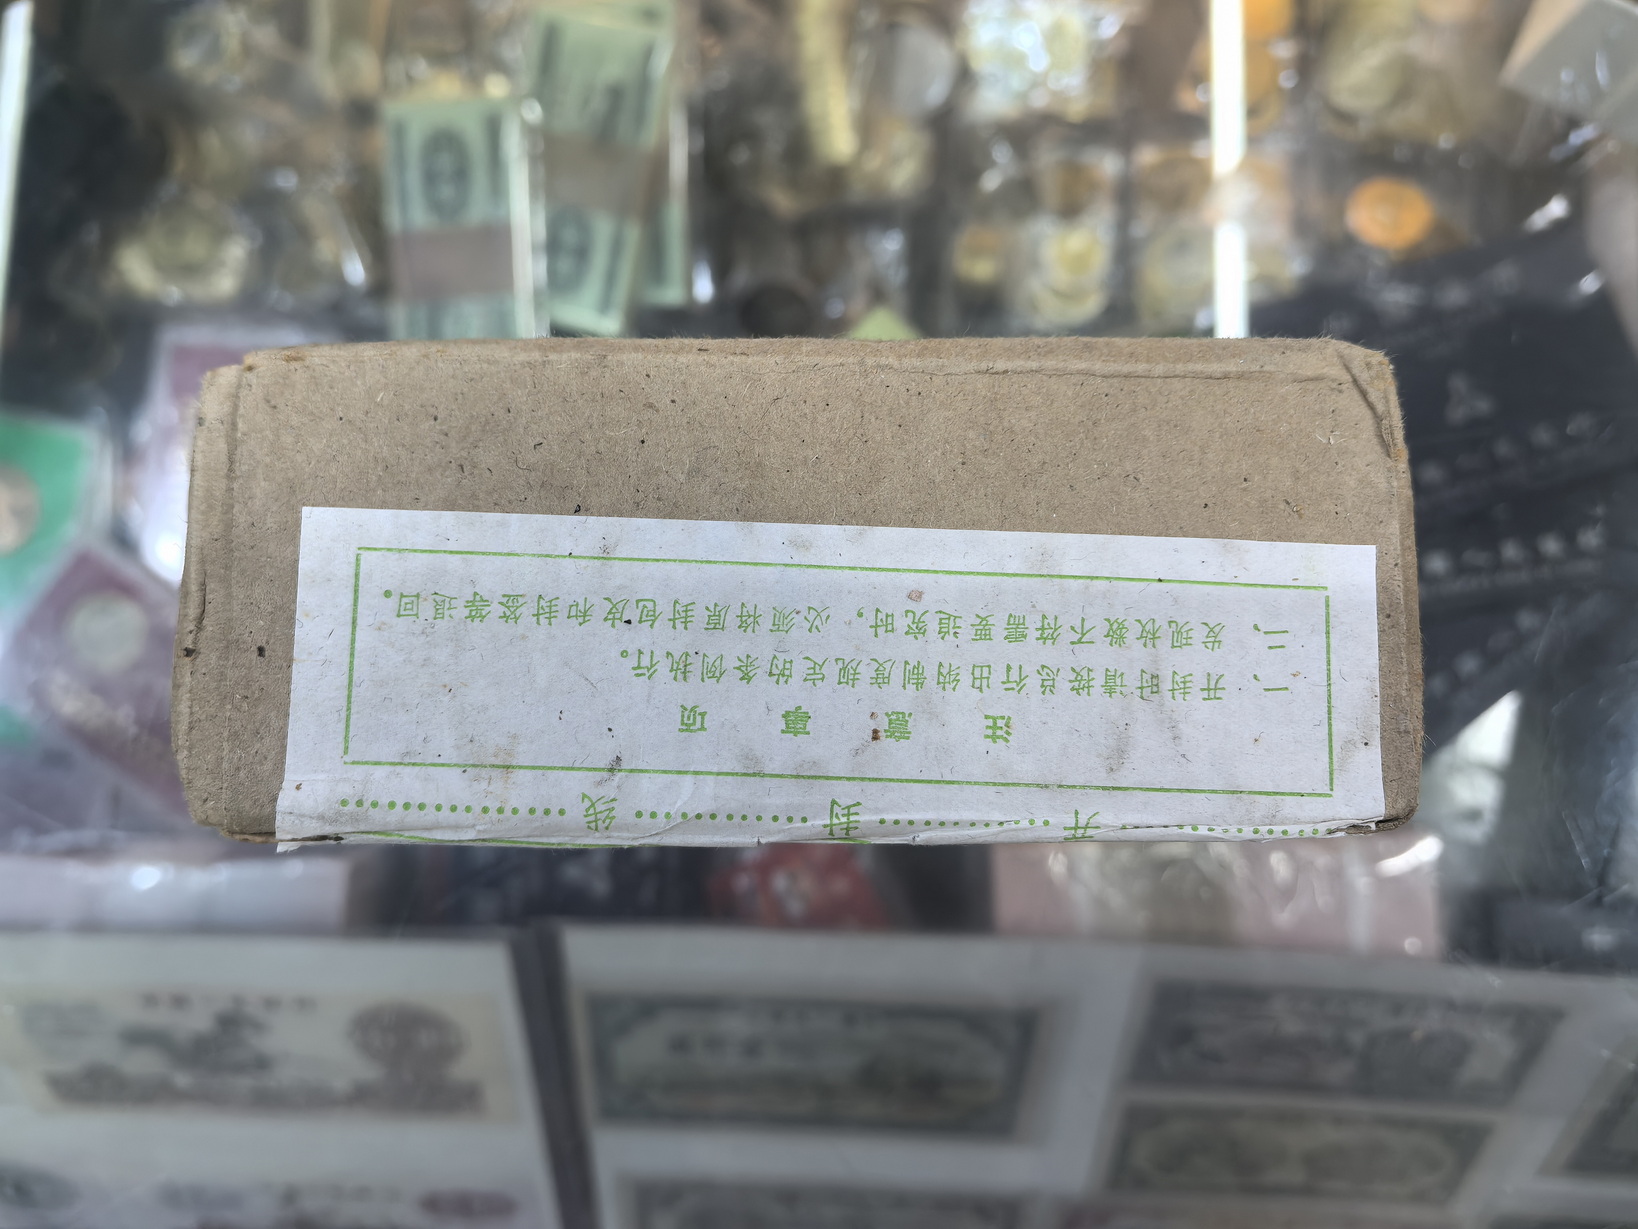 开 封 线
注 意 事 项
一、开封时请按总行出纳制度规定的条例执行。
二、发现枚数不符需要追究时，必须将原封包皮和封签等退回。